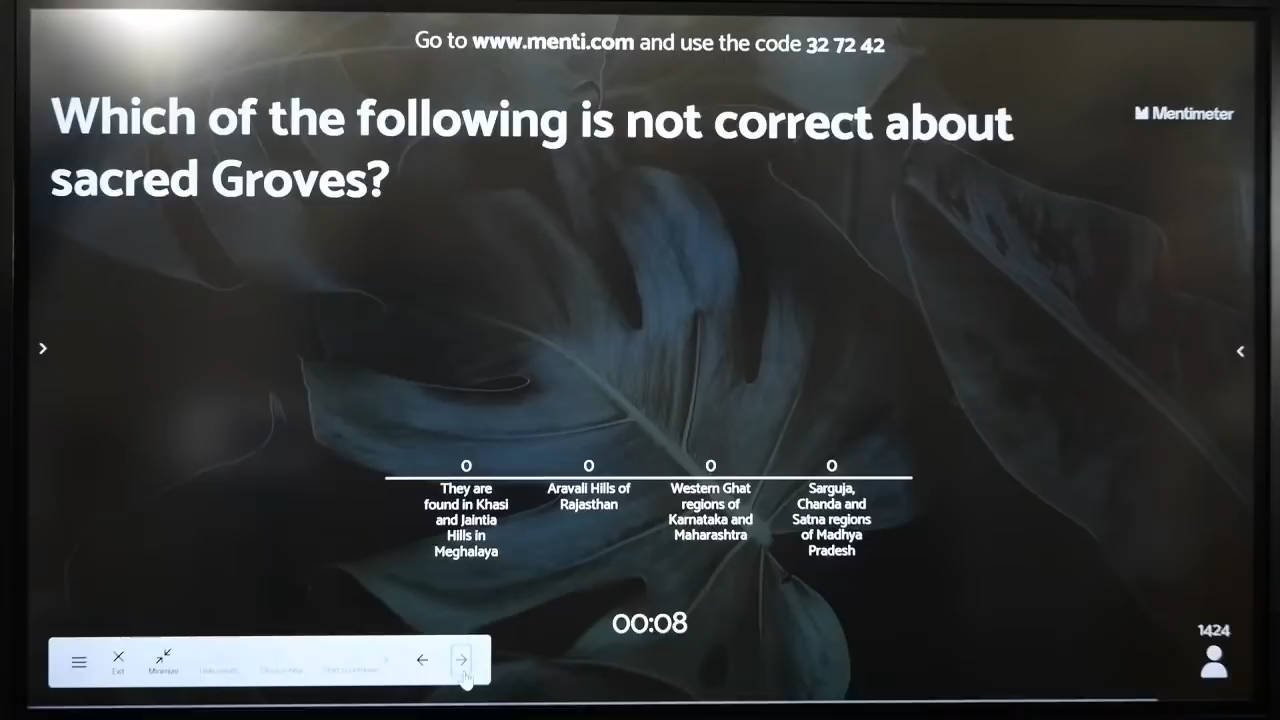 Go to www.menti.com and use the code 32 72 42
Which of the following is not correct about
sacred Groves?
Mentimeter
0
0
0
0
They are
found in Khasi
and Jaintia
Hills in
Meghalaya
Aravali Hills of
Rajasthan
Western Ghat
regions of
Karnataka and
Maharashtra
Sarguja,
Chanda and
Satna regions
of Madhya
Pradesh
00:08
1424
Exit
Minimize